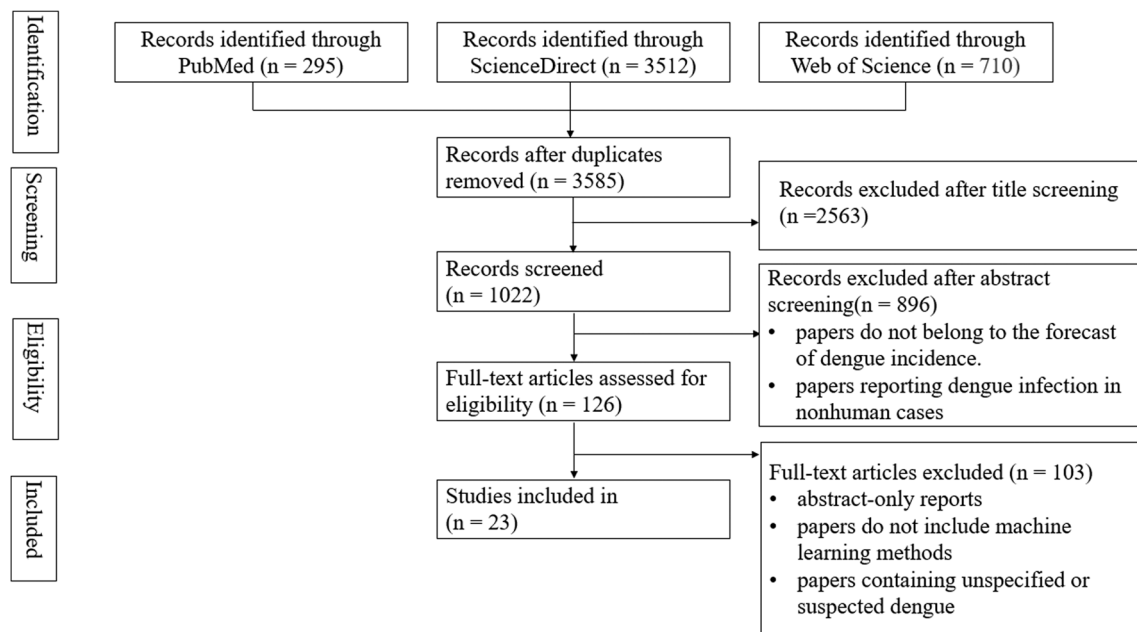 Identification
Records identified through
PubMed (n = 295)
Records identified through
ScienceDirect (n = 3512)
Records identified through
Web of Science (n = 710)
Screening
Records after duplicates
removed (n = 3585)
Records excluded after title screening
(n =2563)
Records screened
(n = 1022)
Records excluded after abstract
screening(n = 896)
• papers do not belong to the forecast
of dengue incidence.
• papers reporting dengue infection in
nonhuman cases
Eligibility
Full-text articles assessed for
eligibility (n = 126)
Full-text articles excluded (n = 103)
• abstract-only reports
• papers do not include machine
learning methods
• papers containing unspecified or
suspected dengue
Included
Studies included in
(n = 23)